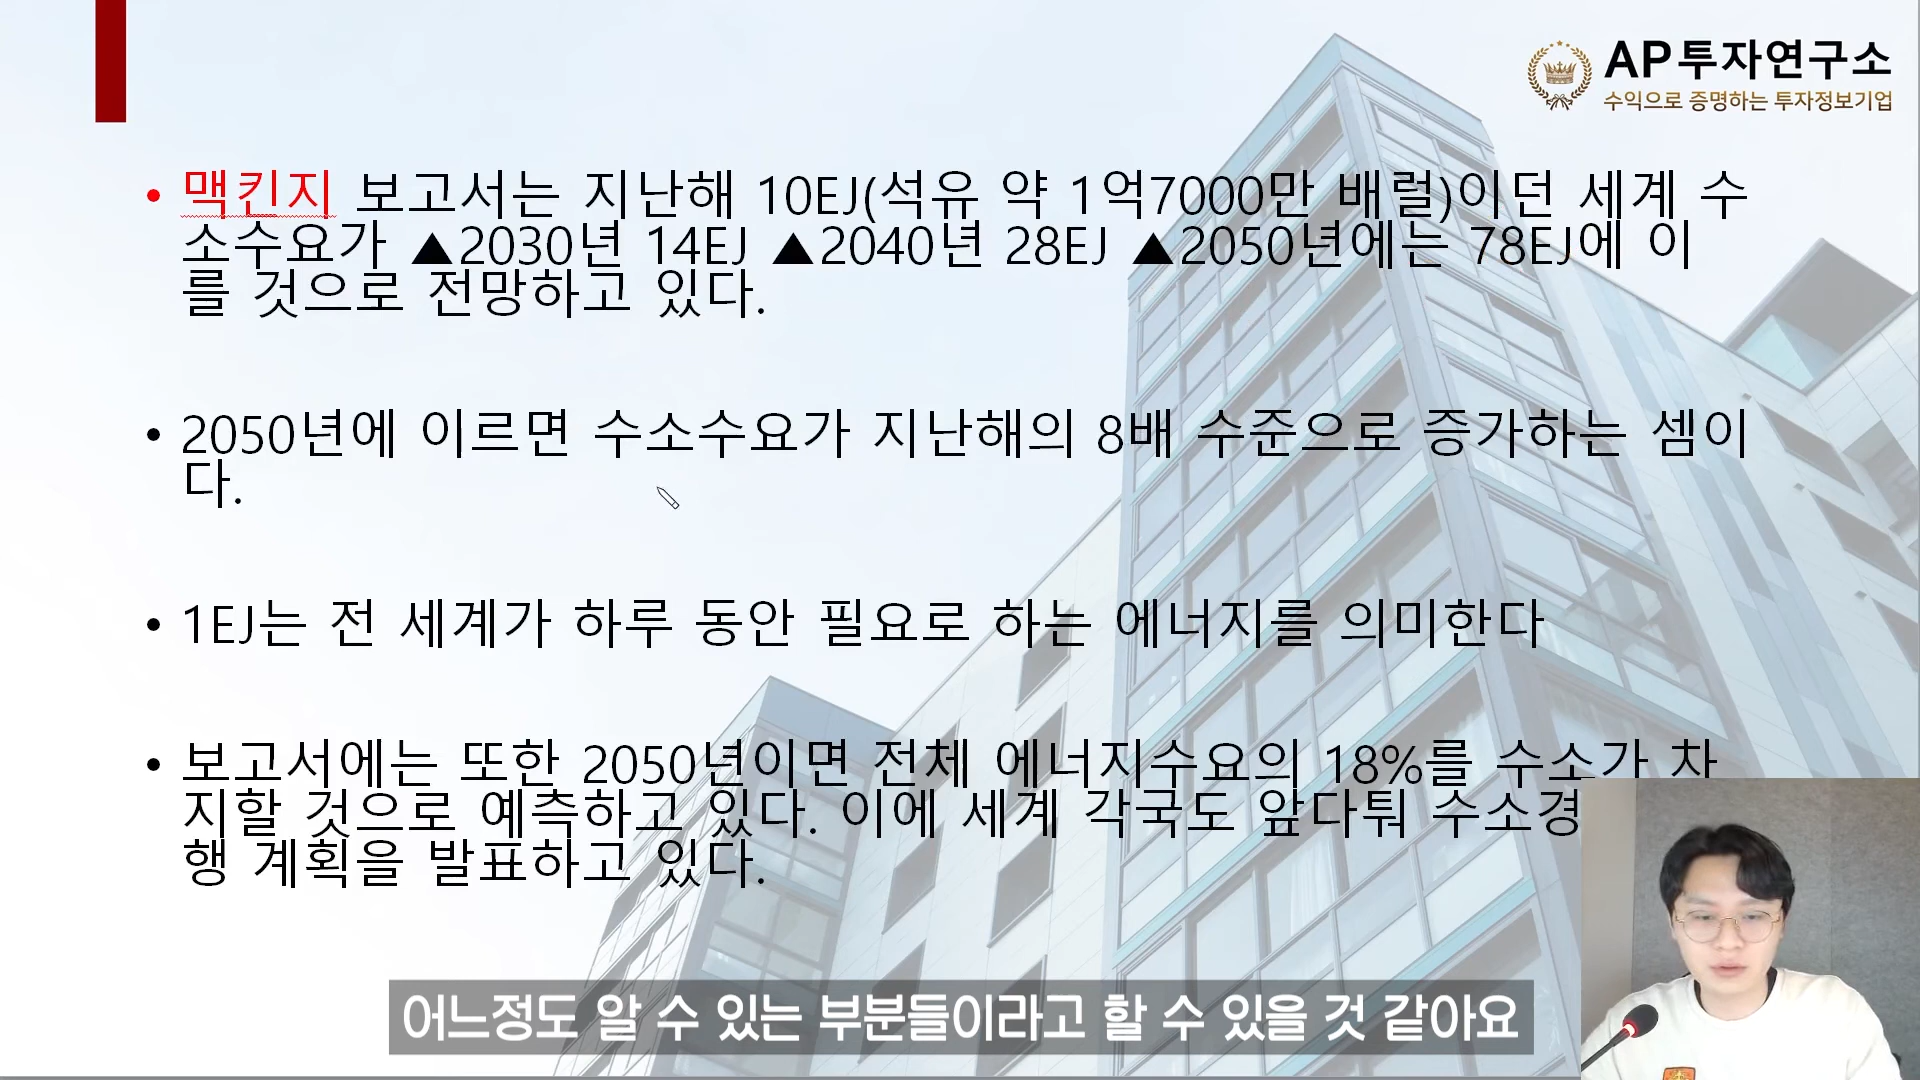 AP투자연구소
수익으로 증명하는 투자정보기업
• 맥킨지 보고서는 지난해 10EJ(석유 약 1억7000만 배럴)이던 세계 수
소수요가 ▲2030년 14EJ ▲2040년 28EJ ▲2050년에는 78EJ에 이
를 것으로 전망하고 있다.
• 2050년에 이르면 수소수요가 지난해의 8배 수준으로 증가하는 셈이
다.
• 1EJ는 전 세계가 하루 동안 필요로 하는 에너지를 의미한다
• 보고서에는 또한 2050년이면 전체 에너지수요의 18%를 수소가 차
지할 것으로 예측하고 있다. 이에 세계 각국도 앞다퉈 수소경
행 계획을 발표하고 있다.
어느정도 알 수 있는 부분들이라고 할 수 있을 것 같아요